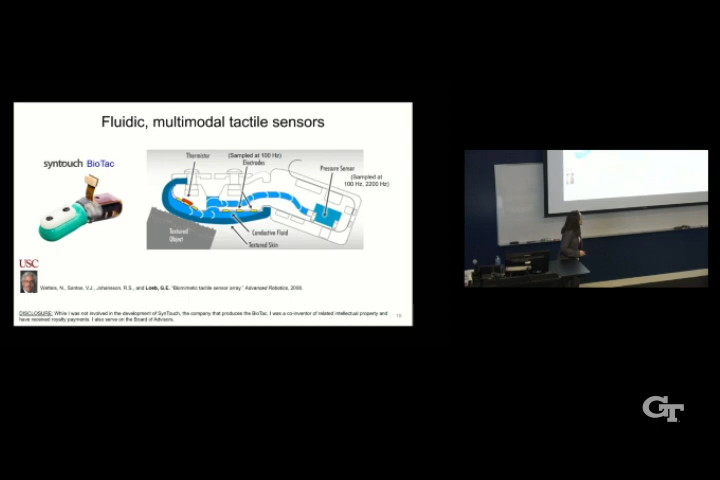 Fluidic, multimodal tactile sensors
syntouch BioTac
Thermistor
(Sampled at 100 Hz)
Electrodes
Pressure Sensor
(Sampled at
100 Hz, 2200 Hz)
Textured
Object
Conductive Fluid
Textured Skin
USC
Wettels, N., Santos, V.J., Johansson, R.S., and Loeb, G.E. "Biomimetic tactile sensor array." Advanced Robotics, 2008.
DISCLOSURE: While I was not involved in the development of SynTouch, the company that produces the BioTac, I was a co-inventor of related intellectual property and
have received royalty payments. I also serve on the Board of Advisors.
GT